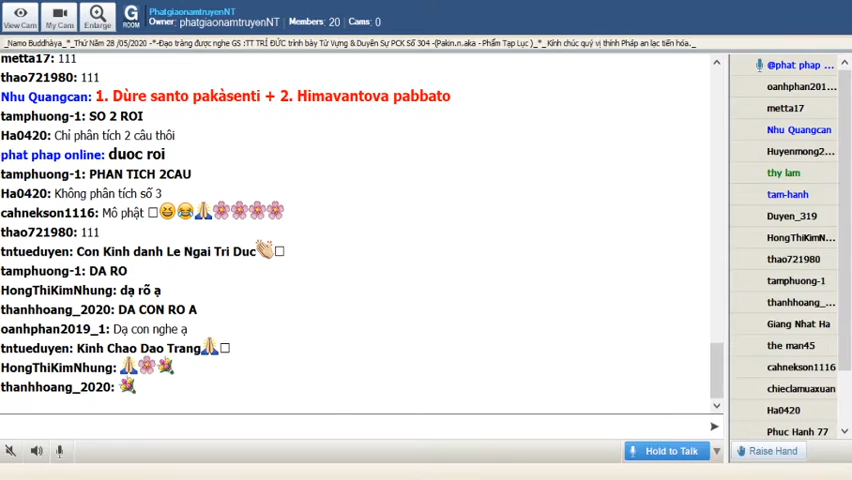 View Cam
My Cam
Enlarge
G
ROOM
PhatgiaonamtruyenNT
Owner: phatgiaonamtruyenNT Members: 20 Cams: 0
_Namo Buddhàya_*_Thứ Năm 28 /05/2020 -*-Đạo tràng được nghe GS :TT TRÍ ĐỨC trình bày Từ Vựng &Duyên Sự PCK Số 304 -(Pakin.n.aka - Phẩm Tạp Lục )_*_Kính chúc quý vị thính Pháp an lạc tiến hóa._
metta17: 111
thao721980: 111
Nhu Quangcan: 1. Dùre santo pakàsenti + 2. Himavantova pabbato
tamphuong-1: SO 2 ROI
Ha0420: Chỉ phân tích 2 câu thôi
phat phap online: duoc roi
tamphuong-1: PHAN TICH 2CAU
Ha0420: Không phân tích số 3
cahnekson1116: Mô phật
thao721980: 111
tntueduyen: Con Kinh danh Le Ngai Tri Duc
tamphuong-1: DA RO
HongThiKimNhung: dạ rõ ạ
thanhhoang_2020: DA CON RO A
oanhphan2019_1: Dạ con nghe ạ
tntueduyen: Kinh Chao Dao Trang
HongThiKimNhung:
thanhhoang_2020:
@phat phap ...
oanhphan201...
metta17
Nhu Quangcan
Huyenmong2...
thy lam
tam-hanh
Duyen_319
HongThiKimN...
thao721980
tamphuong-1
thanhhoang_...
Giang Nhat Ha
the man45
cahnekson1116
chieclamuaxuan
Ha0420
Phuc Hanh 77
Hold to Talk
Raise Hand